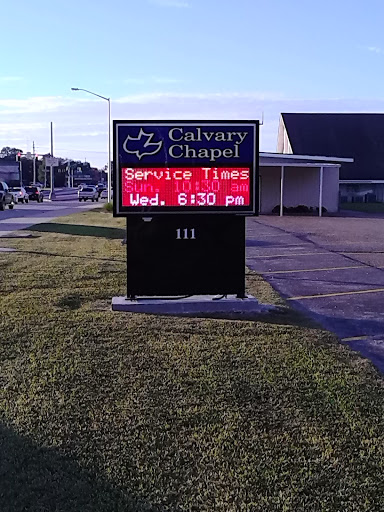 Calvary
Chapel
Service Times
Sun. 10:30 am
Wed. 6:30 pm
111